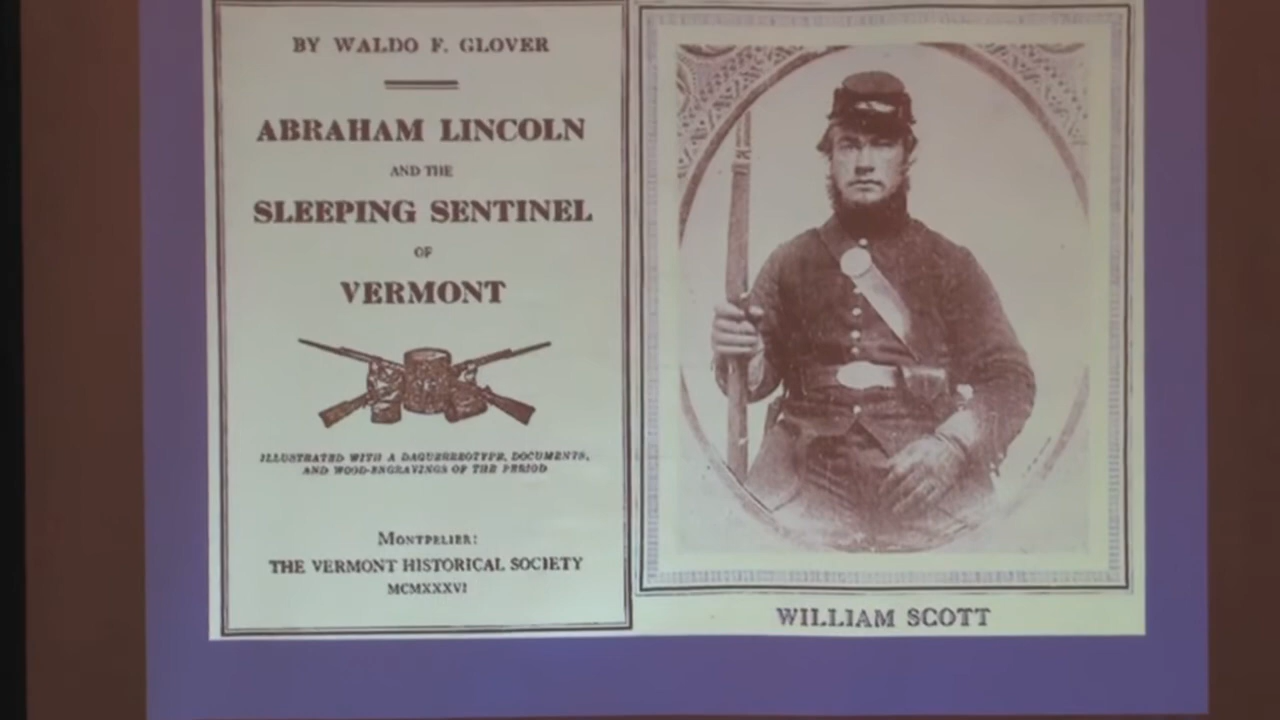 BY WALDO F. GLOVER
ABRAHAM LINCOLN
AND THE
SLEEPING SENTINEL
OF
VERMONT
ILLUSTRATED WITH A DAGUERREOTYPE, DOCUMENTS,
AND WOOD-ENGRAVINGS OF THE PERIOD
MONTPELIER:
THE VERMONT HISTORICAL SOCIETY
MCMXXXVI
WILLIAM SCOTT